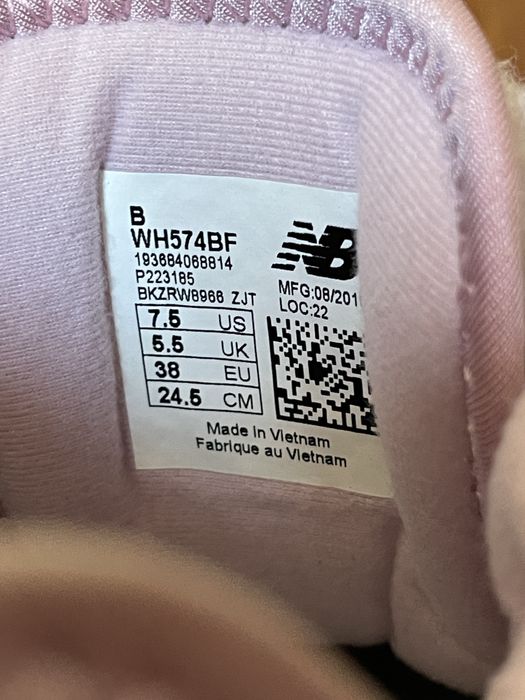 B
WH574BF
193684068814
P223185
BKZRW8966 ZJT
7.5 US
5.5 UK
38 EU
24.5 CM
NB
MFG:08/201
LOC:22
Made in Vietnam
Fabrique au Vietnam